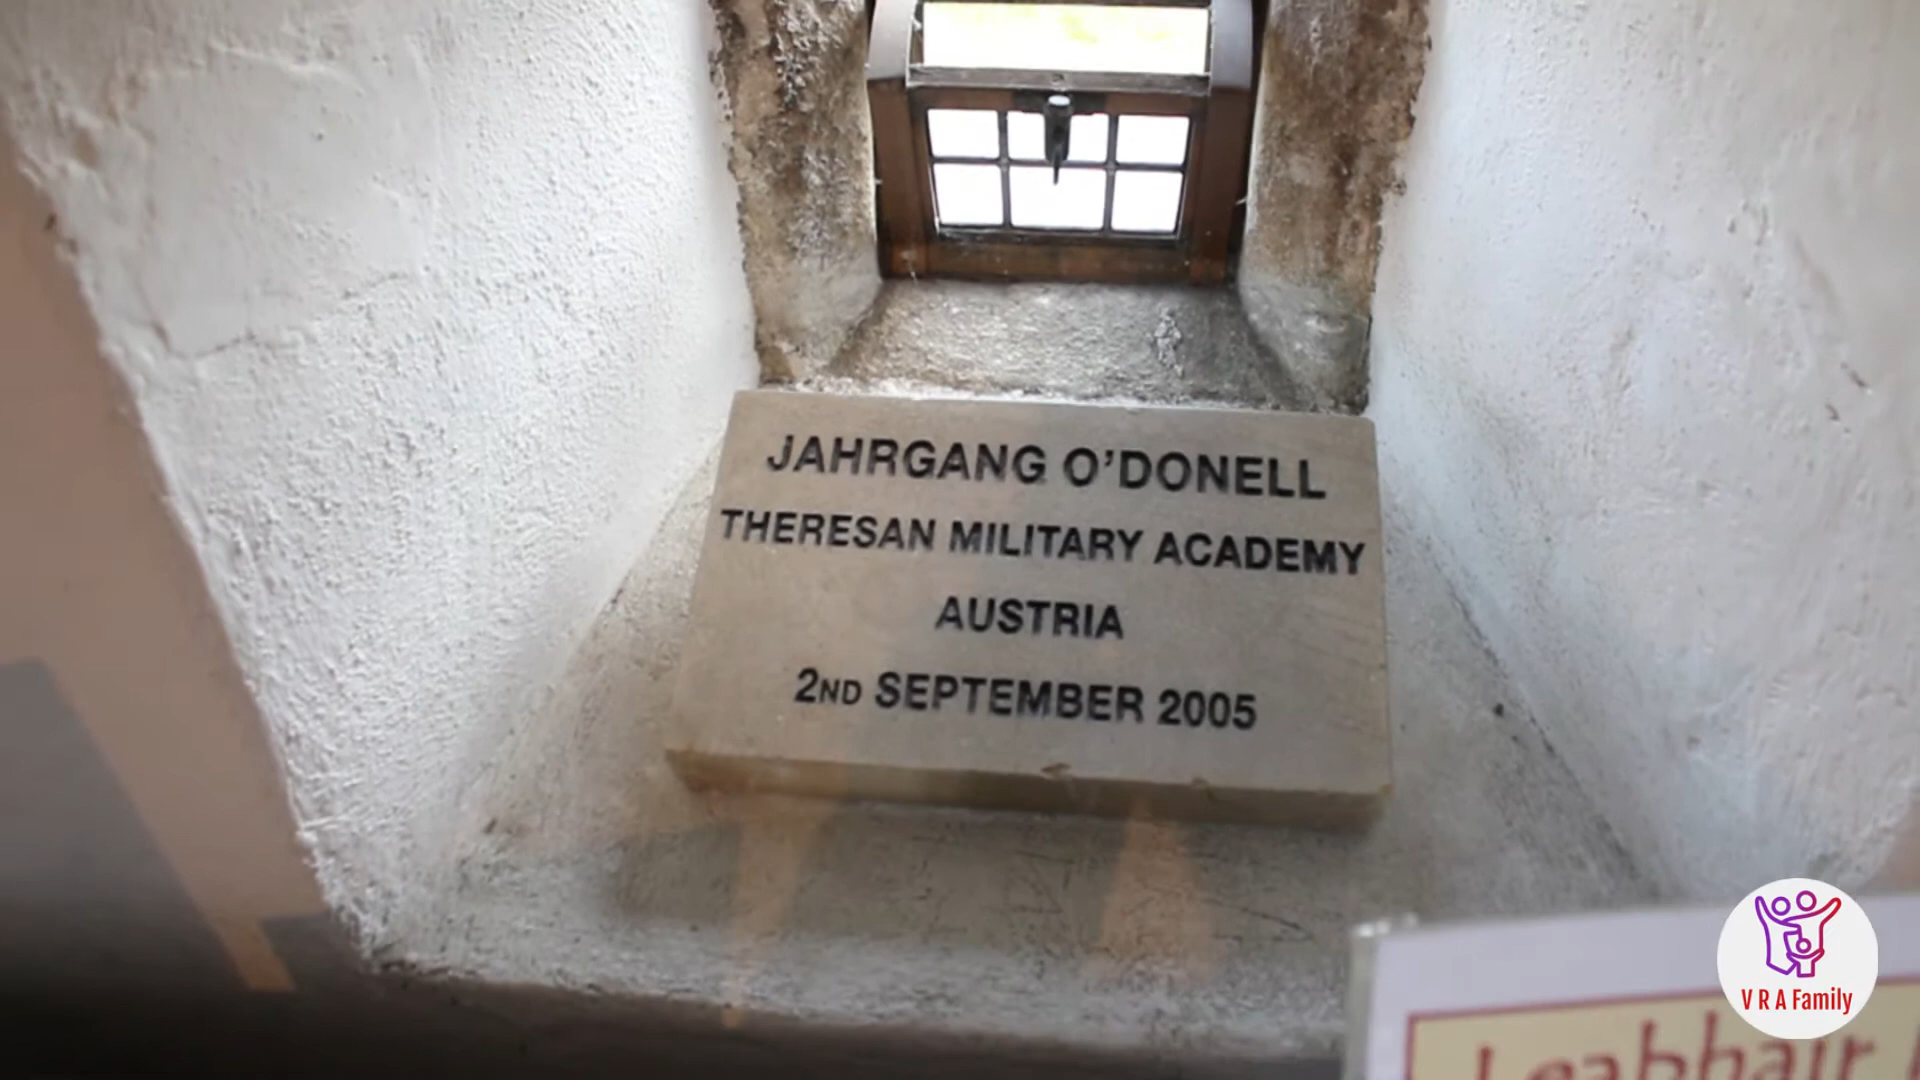 JAHRGANG O'DONELL
THERESAN MILITARY ACADEMY
AUSTRIA
2ND SEPTEMBER 2005
V R A Family
Leabhair